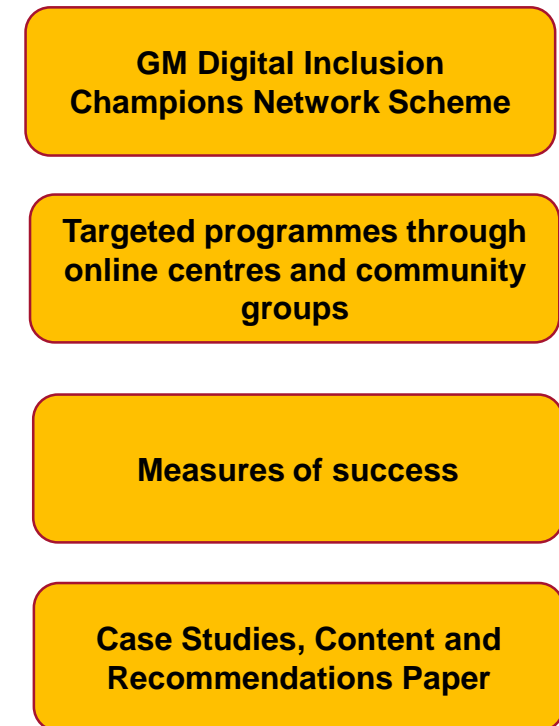 GM Digital Inclusion
Champions Network Scheme
Targeted programmes through
online centres and community
groups
Measures of success
Case Studies, Content and
Recommendations Paper